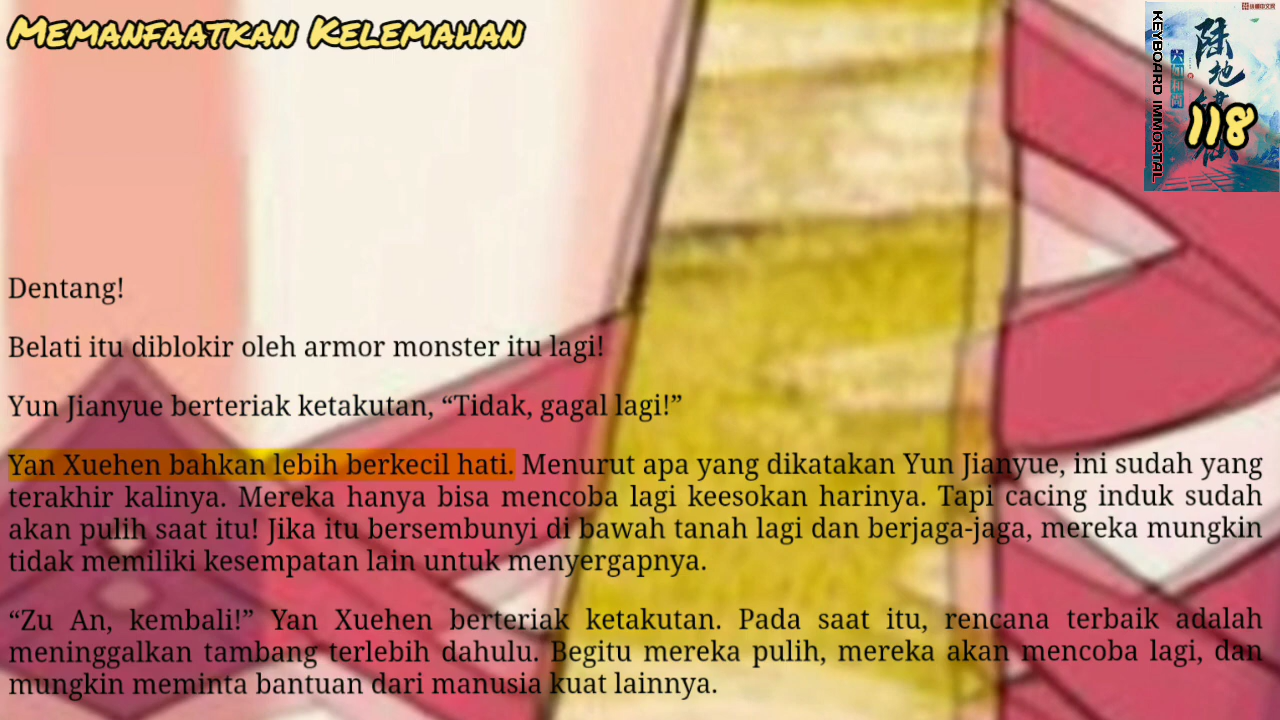 Memanfaatkan Kelemahan
KEYBOARD IMMORTAL
陆地
118
Dentang!
Belati itu diblokir oleh armor monster itu lagi!
Yun Jianyue berteriak ketakutan, “Tidak, gagal lagi!”
Yan Xuehen bahkan lebih berkecil hati. Menurut apa yang dikatakan Yun Jianyue, ini sudah yang
terakhir kalinya. Mereka hanya bisa mencoba lagi keesokan harinya. Tapi cacing induk sudah
akan pulih saat itu! Jika itu bersembunyi di bawah tanah lagi dan berjaga-jaga, mereka mungkin
tidak memiliki kesempatan lain untuk menyergapnya.
“Zu An, kembali!” Yan Xuehen berteriak ketakutan. Pada saat itu, rencana terbaik adalah
meninggalkan tambang terlebih dahulu. Begitu mereka pulih, mereka akan mencoba lagi, dan
mungkin meminta bantuan dari manusia kuat lainnya.